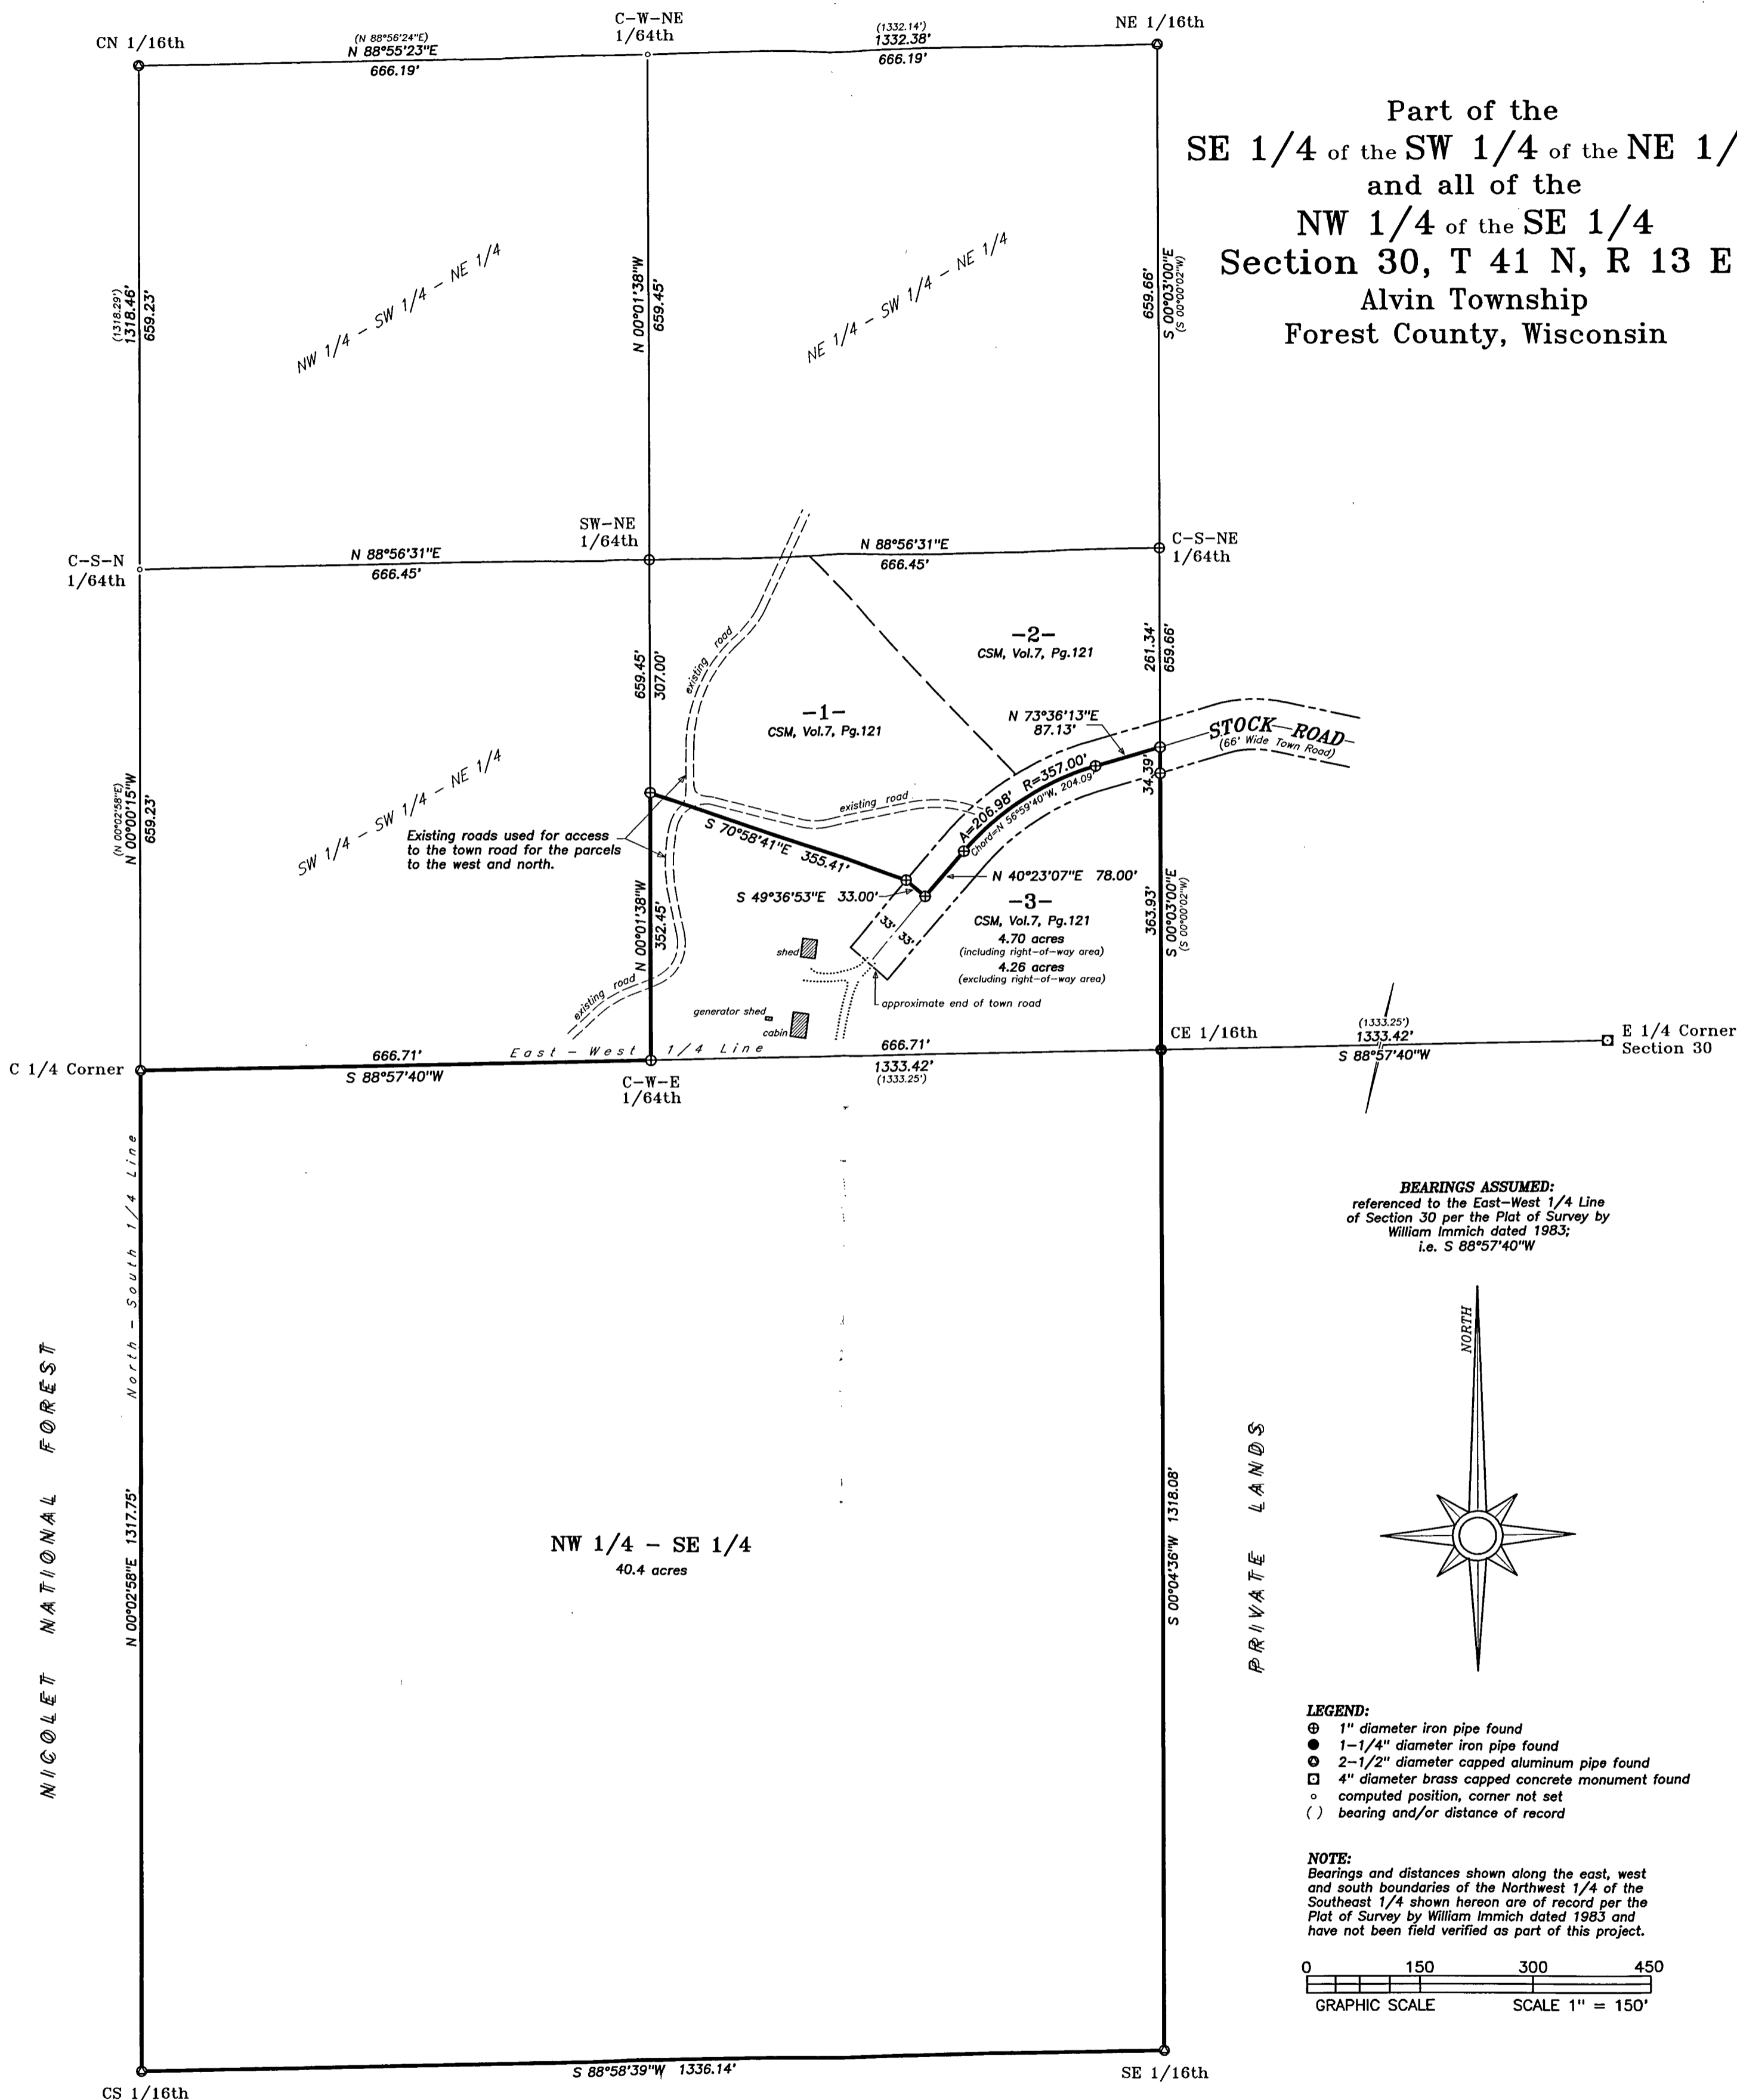 CN 1/16th
(N 88°56'24"E)
N 88°55'23"E
666.19'
C-W-NE
1/64th
(1332.14')
1332.38'
666.19'
NE 1/16th
Part of the
SE 1/4 of the SW 1/4 of the NE 1/
and all of the
NW 1/4 of the SE 1/4
Section 30, T 41 N, R 13 E
Alvin Township
Forest County, Wisconsin
(1318.29')
1318.46'
659.23'
NW 1/4 - SW 1/4 - NE 1/4
N 00°01'38"W
659.45'
NE 1/4 - SW 1/4 - NE 1/4
659.66'
S 00°03'00"E
(S 00°00'02"W)
C-S-N
1/64th
N 88°56'31"E
666.45'
SW-NE
1/64th
N 88°56'31"E
666.45'
C-S-NE
1/64th
(N 00°02'58"E)
N 00°00'15"W
659.23'
SW 1/4 - SW 1/4 - NE 1/4
659.45'
307.00'
existing road
-1-
CSM, Vol.7, Pg.121
-2-
CSM, Vol.7, Pg.121
261.34'
659.66'
N 73°36'13"E
87.13'
STOCK ROAD
(66' Wide Town Road)
34.39'
A=206.98' R=357.00'
Chord=N 56°59'40"W, 204.09'
existing road
Existing roads used for access
to the town road for the parcels
to the west and north.
S 70°58'41"E 355.41'
S 49°36'53"E 33.00'
N 40°23'07"E 78.00'
-3-
CSM, Vol.7, Pg.121
4.70 acres
(including right-of-way area)
4.26 acres
(excluding right-of-way area)
33' 33'
363.93'
S 00°03'00"E
(S 00°00'02"W)
N 00°01'38"W
352.45'
shed
existing road
generator shed
cabin
approximate end of town road
C 1/4 Corner
666.71'
S 88°57'40"W
East-West 1/4 Line
C-W-E
1/64th
666.71'
1333.42'
(1333.25')
CE 1/16th
(1333.25')
1333.42'
S 88°57'40"W
E 1/4 Corner
Section 30
North - South 1/4 Line
BEARINGS ASSUMED:
referenced to the East-West 1/4 Line
of Section 30 per the Plat of Survey by
William Immich dated 1983;
i.e. S 88°57'40"W
NORTH
NICOLET NATIONAL FOREST
N 00°02'58"E 1317.75'
NW 1/4 - SE 1/4
40.4 acres
S 00°04'36"W 1318.08'
PRIVATE LANDS
LEGEND:
1" diameter iron pipe found
1-1/4" diameter iron pipe found
2-1/2" diameter capped aluminum pipe found
4" diameter brass capped concrete monument found
computed position, corner not set
( ) bearing and/or distance of record
NOTE:
Bearings and distances shown along the east, west
and south boundaries of the Northwest 1/4 of the
Southeast 1/4 shown hereon are of record per the
Plat of Survey by William Immich dated 1983 and
have not been field verified as part of this project.
0 150 300 450
GRAPHIC SCALE SCALE 1" = 150'
S 88°58'39"W 1336.14'
CS 1/16th
SE 1/16th